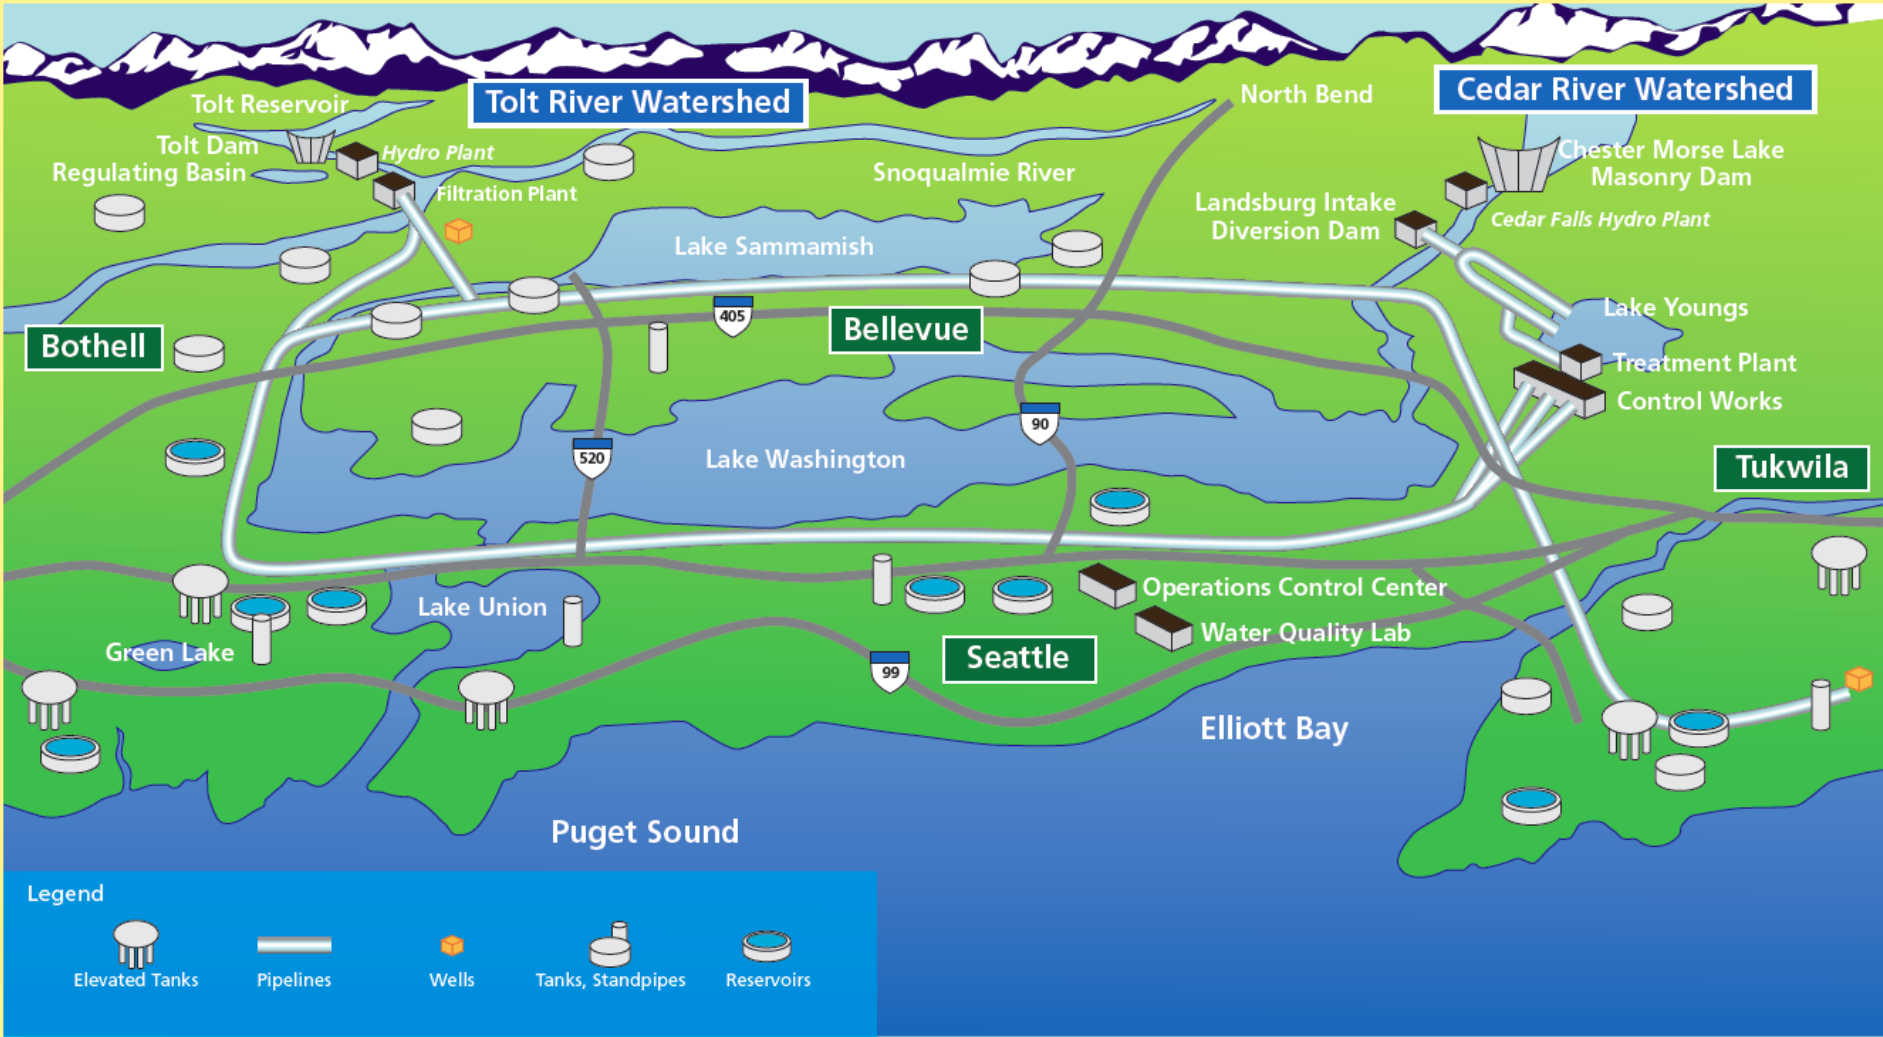 Tolt River Watershed
Cedar River Watershed
Tolt Reservoir
North Bend
Tolt Dam
Regulating Basin
Hydro Plant
Filtration Plant
Snoqualmie River
Chester Morse Lake
Masonry Dam
Landsburg Intake
Diversion Dam
Cedar Falls Hydro Plant
Lake Sammamish
Lake Youngs
405
Bellevue
Bothell
Treatment Plant
Control Works
90
520
Lake Washington
Tukwila
Operations Control Center
Lake Union
Water Quality Lab
Green Lake
Seattle
99
Elliott Bay
Puget Sound
Legend
Elevated Tanks
Pipelines
Wells
Tanks, Standpipes
Reservoirs